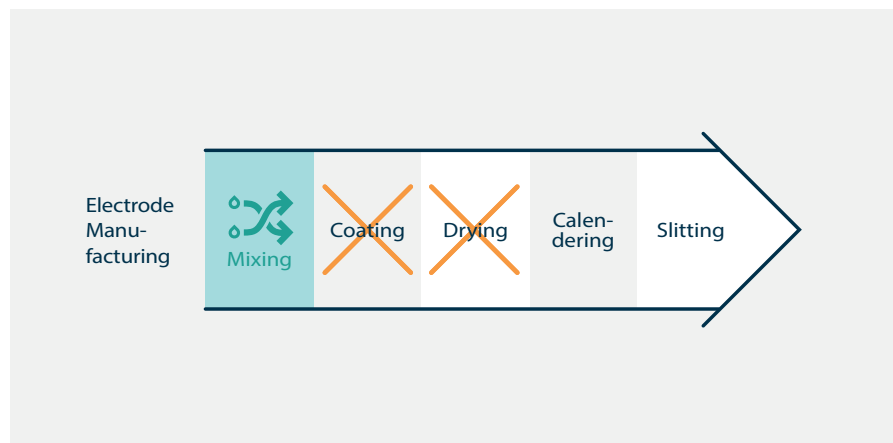 Electrode
Manu-
facturing
Mixing
Coating
Drying
Calen-
dering
Slitting